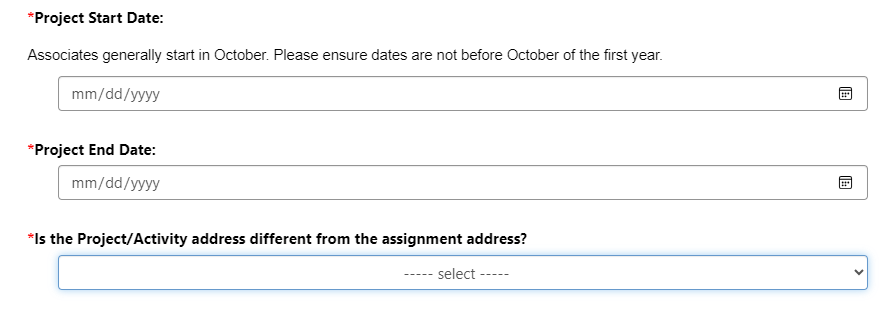 *Project Start Date:
Associates generally start in October. Please ensure dates are not before October of the first year.
mm/dd/yyyy
*Project End Date:
mm/dd/yyyy
*Is the Project/Activity address different from the assignment address?
----- select -----